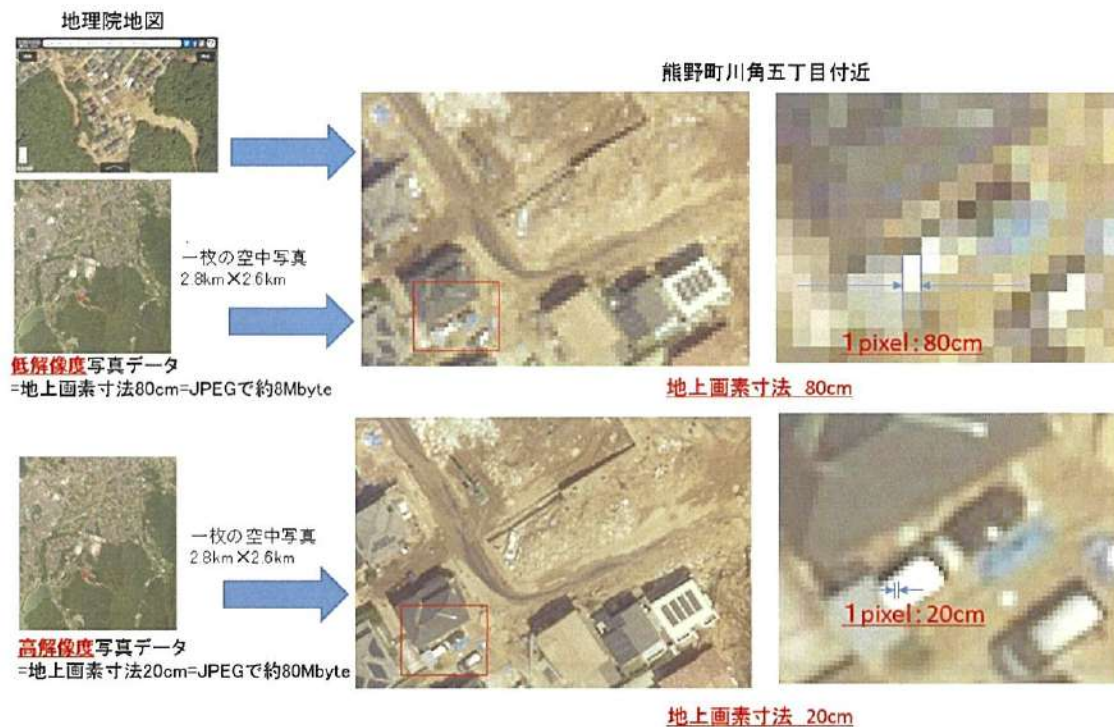 地理院地図
熊野町川角五丁目付近
一枚の空中写真
2.8km×2.6km
低解像度写真データ
=地上画素寸法80cm=JPEGで約8Mbyte
1pixel:80cm
地上画素寸法 80cm
一枚の空中写真
2.8km×2.6km
高解像度写真データ
=地上画素寸法20cm=JPEGで約80Mbyte
1pixel:20cm
地上画素寸法 20cm